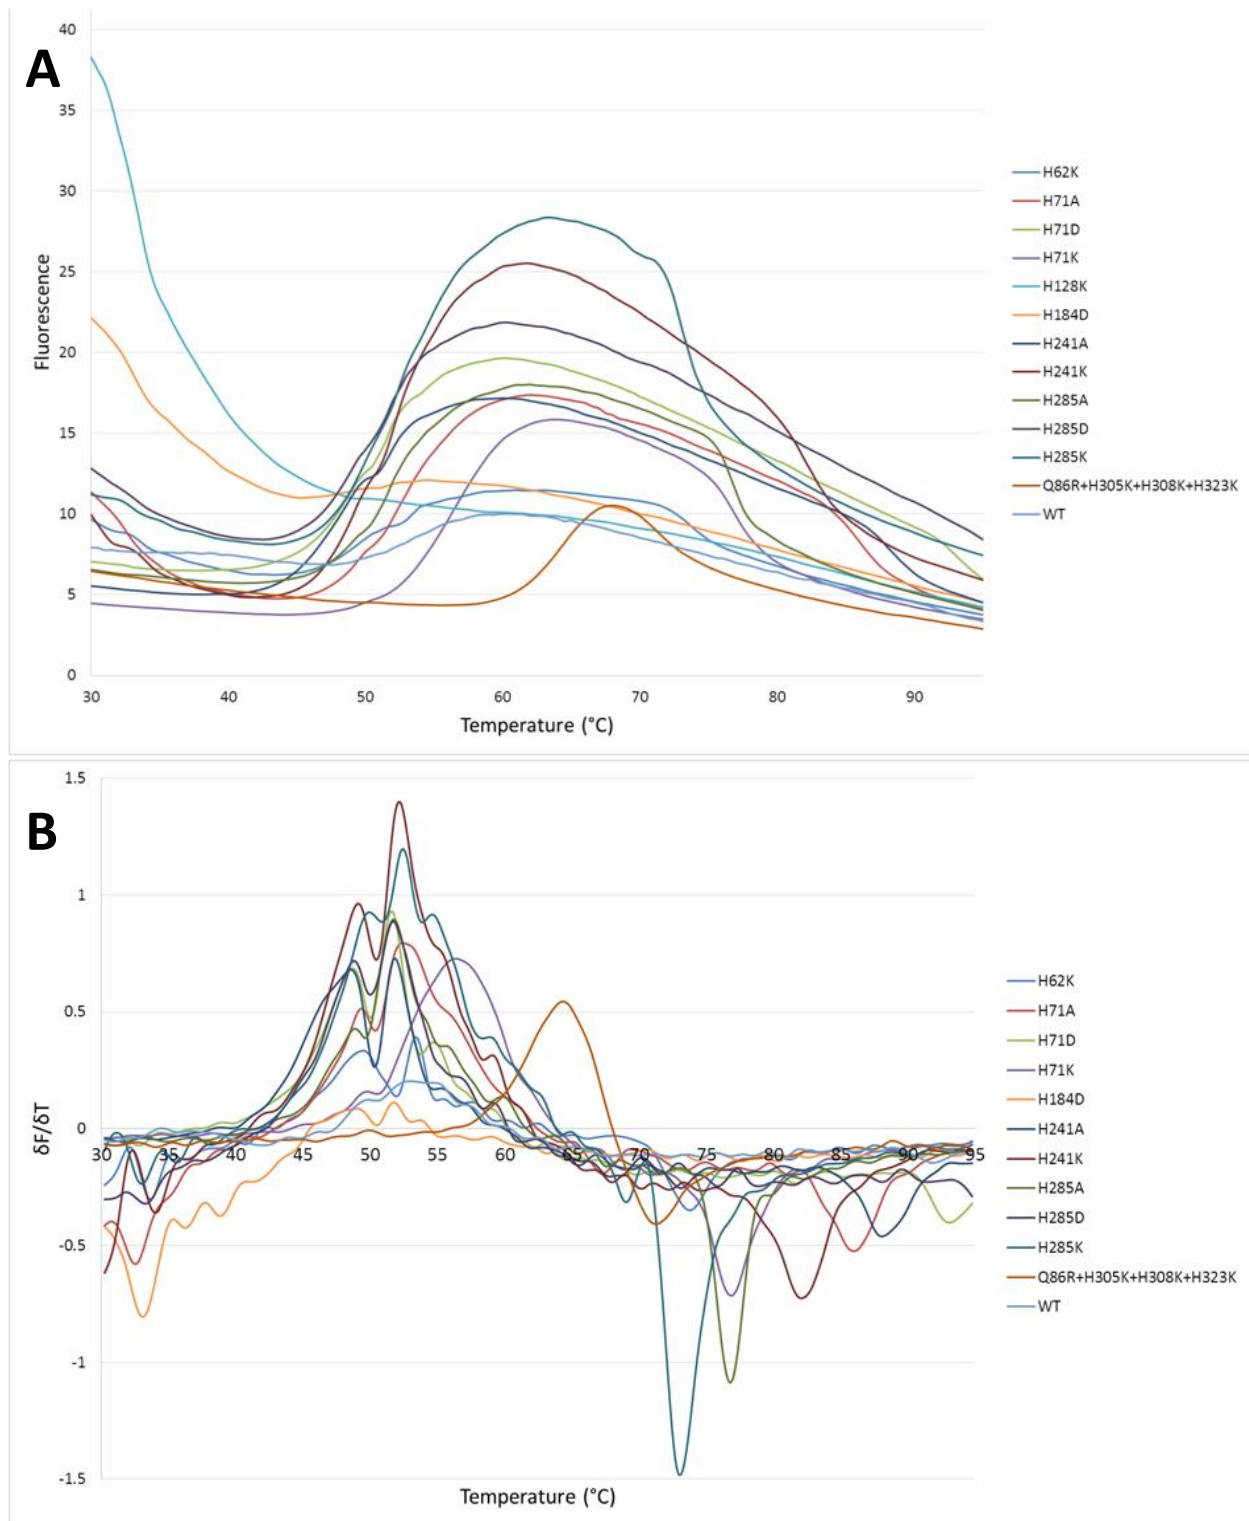 A
40
35
30
25
20
15
10
5
0
Fluorescence
30 40 50 60 70 80 90
Temperature (°C)
H62K
H71A
H71D
H71K
H128K
H184D
H241A
H241K
H285A
H285D
H285K
Q86R+H305K+H308K+H323K
WT
B
1.5
1
0.5
0
-0.5
-1
-1.5
δF/δT
30 35 40 45 50 55 60 65 70 75 80 85 90 95
Temperature (°C)
H62K
H71A
H71D
H71K
H184D
H241A
H241K
H285A
H285D
H285K
Q86R+H305K+H308K+H323K
WT